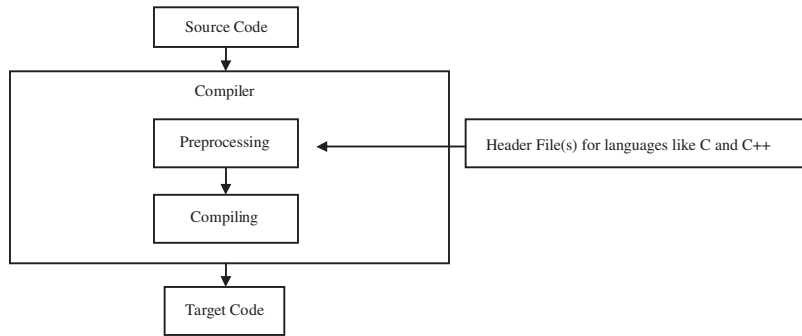 Source Code
Compiler
Preprocessing
Header File(s) for languages like C and C++
Compiling
Target Code